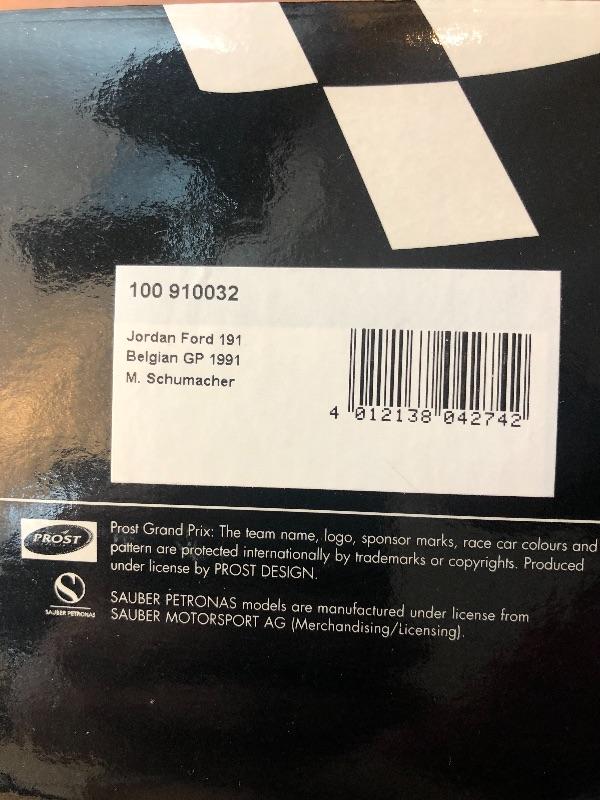 100 910032
Jordan Ford 191
Belgian GP 1991
M. Schumacher
4 012138 042742
PROST
Prost Grand Prix: The team name, logo, sponsor marks, race car colours and
pattern are protected internationally by trademarks or copyrights. Produced
under license by PROST DESIGN.
S
SAUBER PETRONAS
SAUBER PETRONAS models are manufactured under license from
SAUBER MOTORSPORT AG (Merchandising/Licensing).